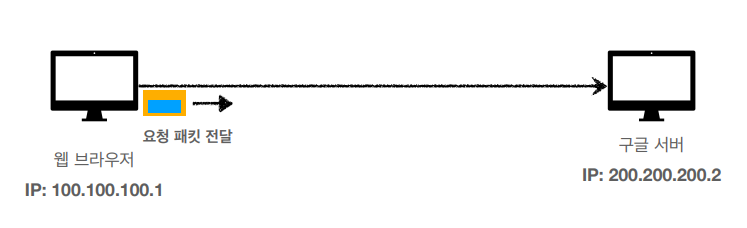 요청 패킷 전달
웹 브라우저
IP: 100.100.100.1
구글 서버
IP: 200.200.200.2